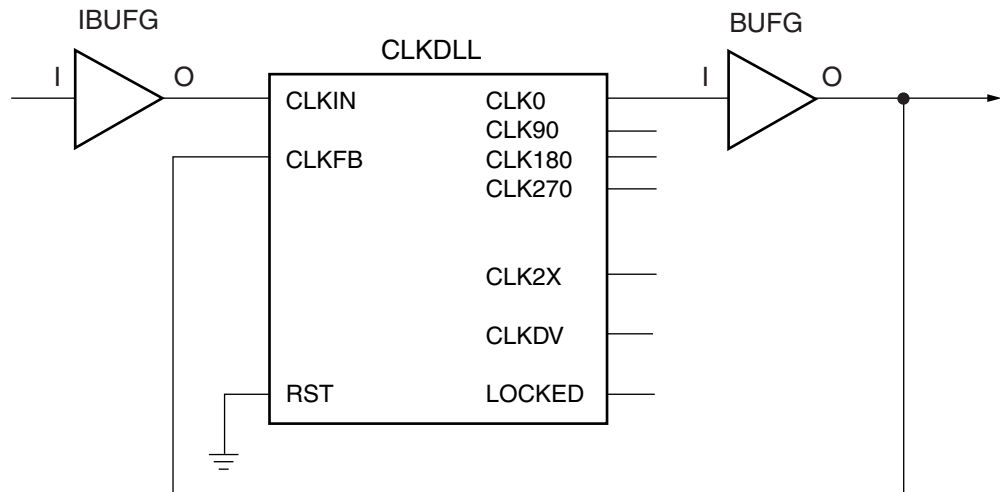 IBUFG
I
O
CLKDLL
CLKIN
CLKFB
RST
CLK0
CLK90
CLK180
CLK270
CLK2X
CLKDV
LOCKED
BUFG
I
O